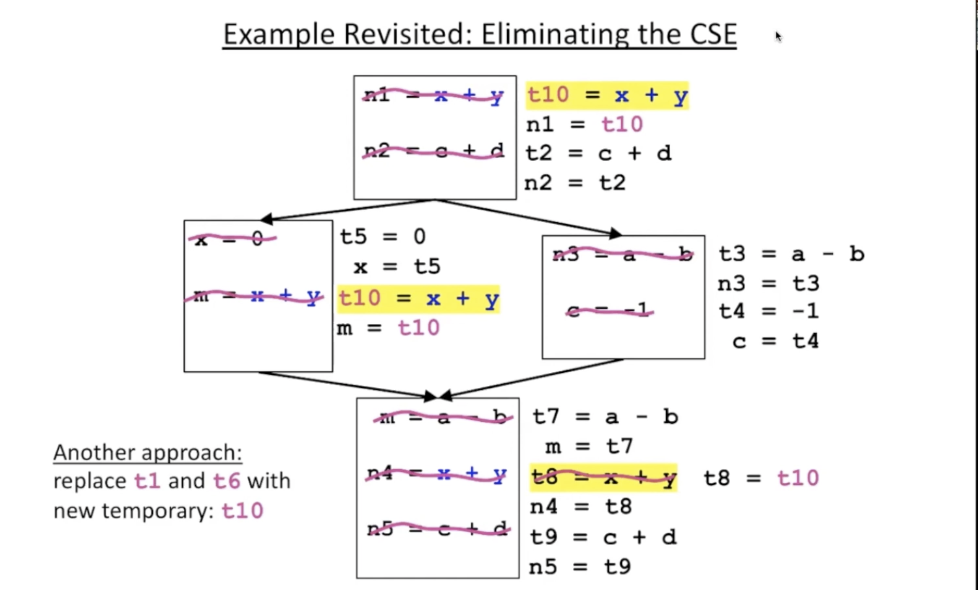 Example Revisited: Eliminating the CSE
n1 = x + y
n2 = c + d
t10 = x + y
n1 = t10
t2 = c + d
n2 = t2
x = 0
m = x + y
t5 = 0
x = t5
t10 = x + y
m = t10
n3 = a - b
c = -1
t3 = a - b
n3 = t3
t4 = -1
c = t4
m = a - b
n4 = x + y
n5 = c + d
t7 = a - b
m = t7
t8 = x + y t8 = t10
n4 = t8
t9 = c + d
n5 = t9
Another approach:
replace t1 and t6 with
new temporary: t10